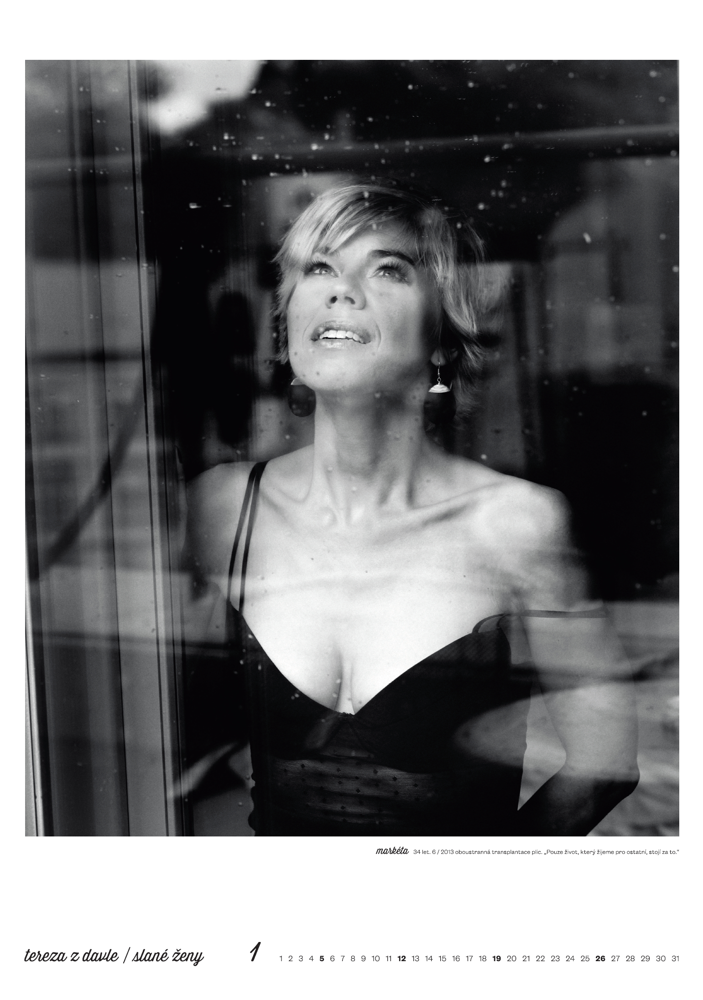 markéta 34 let. 6 / 2013 oboustranná transplantace plic. „Pouze život, který žijeme pro ostatní, stojí za to.“
tereza z davle / slané ženy 1 1 2 3 4 5 6 7 8 9 10 11 12 13 14 15 16 17 18 19 20 21 22 23 24 25 26 27 28 29 30 31